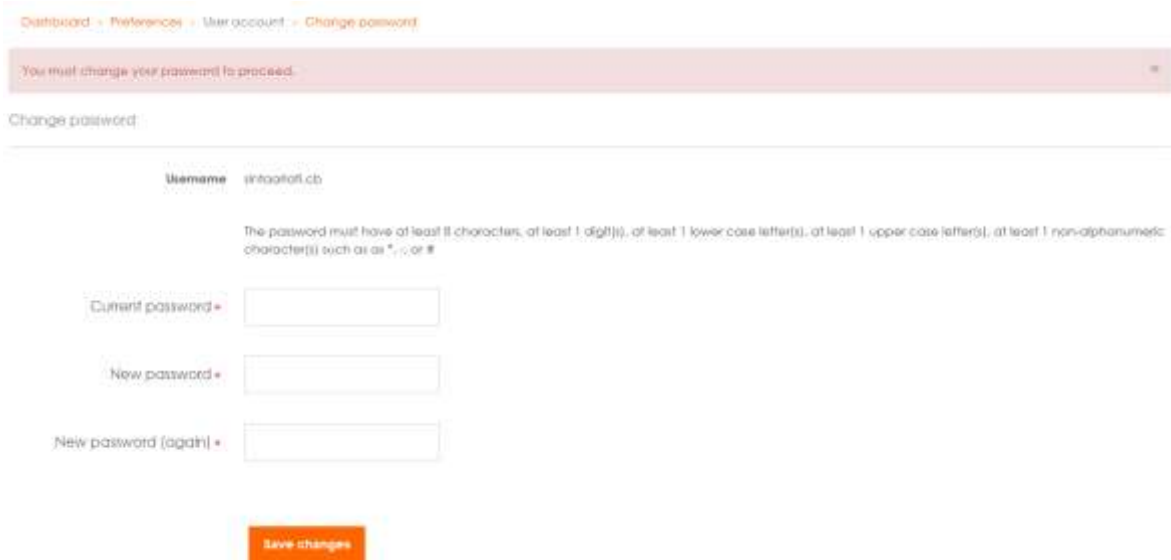 Dashboard › Preferences › User account › Change password
You must change your password to proceed. ×
Change password
Username
The password must have at least 8 characters, at least 1 digit(s), at least 1 lower case letter(s), at least 1 upper case letter(s), at least 1 non-alphanumeric
character(s) such as as *, -, or #
Current password
New password
New password (again)
Save changes